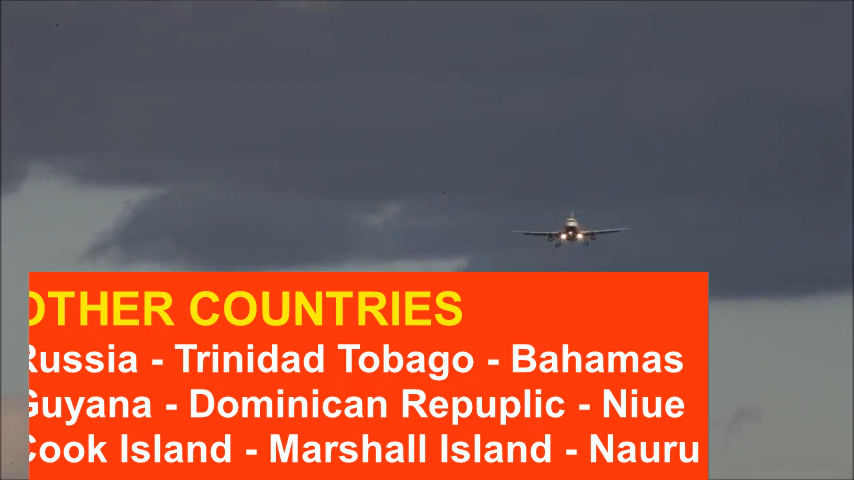 OTHER COUNTRIES
Russia - Trinidad Tobago - Bahamas
Guyana - Dominican Repuplic - Niue
Cook Island - Marshall Island - Nauru